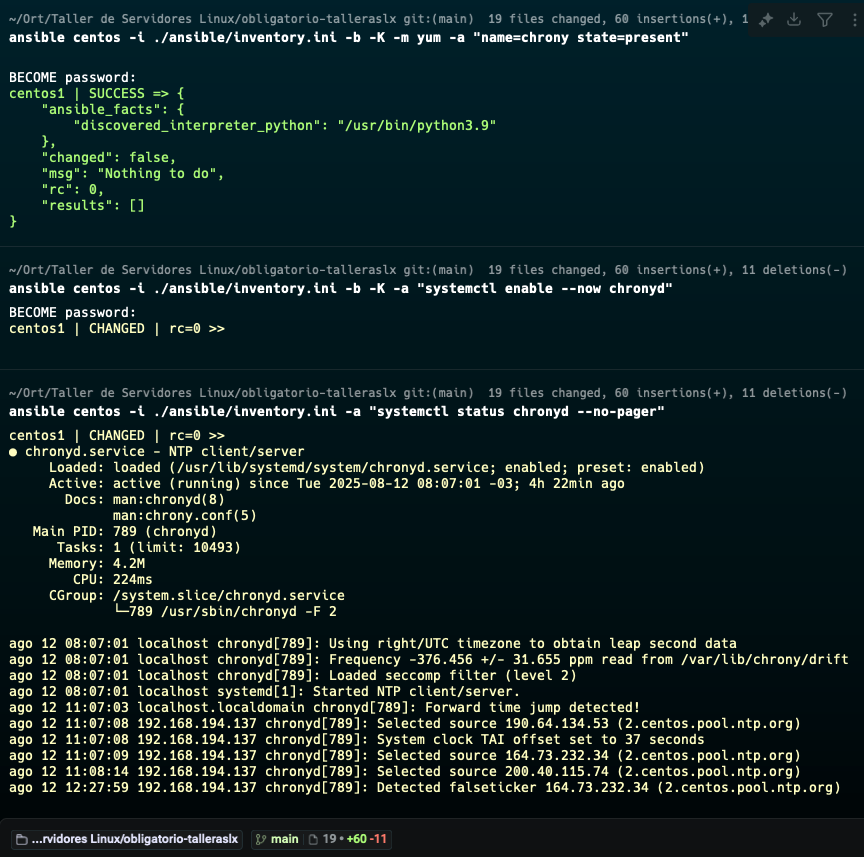 ~/Ort/Taller de Servidores Linux/obligatorio-talleraslx git:(main)  19 files changed, 60 insertions(+), 1
ansible centos -i ./ansible/inventory.ini -b -K -m yum -a "name=chrony state=present"
BECOME password:
centos1 | SUCCESS => {
    "ansible_facts": {
        "discovered_interpreter_python": "/usr/bin/python3.9"
    },
    "changed": false,
    "msg": "Nothing to do",
    "rc": 0,
    "results": []
}
~/Ort/Taller de Servidores Linux/obligatorio-talleraslx git:(main)  19 files changed, 60 insertions(+), 11 deletions(-)
ansible centos -i ./ansible/inventory.ini -b -K -a "systemctl enable --now chronyd"
BECOME password:
centos1 | CHANGED | rc=0 >>
~/Ort/Taller de Servidores Linux/obligatorio-talleraslx git:(main)  19 files changed, 60 insertions(+), 11 deletions(-)
ansible centos -i ./ansible/inventory.ini -a "systemctl status chronyd --no-pager"
centos1 | CHANGED | rc=0 >>
● chronyd.service - NTP client/server
     Loaded: loaded (/usr/lib/systemd/system/chronyd.service; enabled; preset: enabled)
     Active: active (running) since Tue 2025-08-12 08:07:01 -03; 4h 22min ago
       Docs: man:chronyd(8)
             man:chrony.conf(5)
   Main PID: 789 (chronyd)
      Tasks: 1 (limit: 10493)
     Memory: 4.2M
        CPU: 224ms
     CGroup: /system.slice/chronyd.service
             └─789 /usr/sbin/chronyd -F 2
ago 12 08:07:01 localhost chronyd[789]: Using right/UTC timezone to obtain leap second data
ago 12 08:07:01 localhost chronyd[789]: Frequency -376.456 +/- 31.655 ppm read from /var/lib/chrony/drift
ago 12 08:07:01 localhost chronyd[789]: Loaded seccomp filter (level 2)
ago 12 08:07:01 localhost systemd[1]: Started NTP client/server.
ago 12 11:07:03 localhost.localdomain chronyd[789]: Forward time jump detected!
ago 12 11:07:08 192.168.194.137 chronyd[789]: Selected source 190.64.134.53 (2.centos.pool.ntp.org)
ago 12 11:07:08 192.168.194.137 chronyd[789]: System clock TAI offset set to 37 seconds
ago 12 11:07:09 192.168.194.137 chronyd[789]: Selected source 164.73.232.34 (2.centos.pool.ntp.org)
ago 12 11:08:14 192.168.194.137 chronyd[789]: Selected source 200.40.115.74 (2.centos.pool.ntp.org)
ago 12 12:27:59 192.168.194.137 chronyd[789]: Detected falseticker 164.73.232.34 (2.centos.pool.ntp.org)
...rvidores Linux/obligatorio-talleraslx main 19 • +60 -11